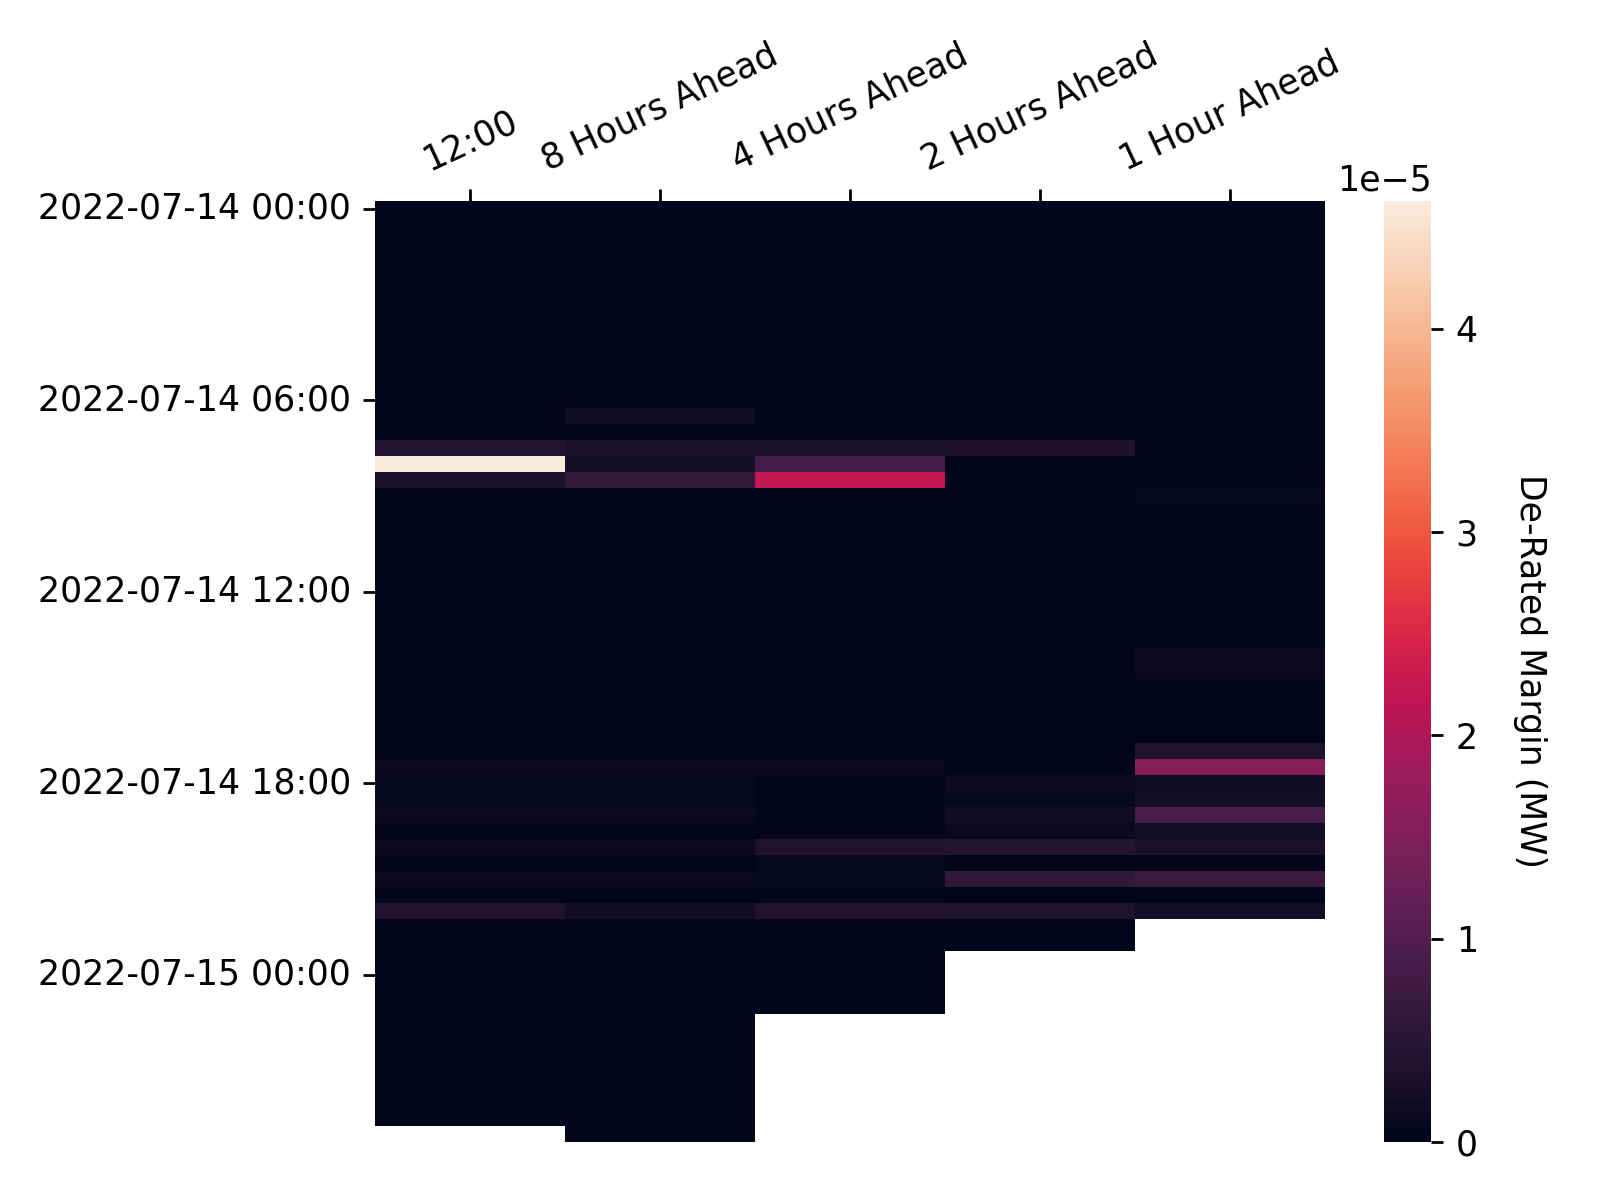 12:00
8 Hours Ahead
4 Hours Ahead
2 Hours Ahead
1 Hour Ahead
1e−5
2022-07-14 00:00
2022-07-14 06:00
2022-07-14 12:00
2022-07-14 18:00
2022-07-15 00:00
4
3
2
1
0
De-Rated Margin (MW)